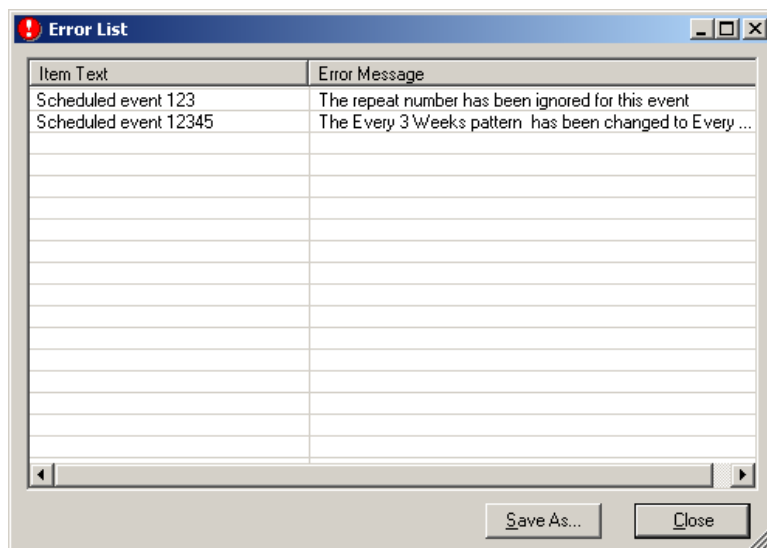 Error List
Item Text Error Message
Scheduled event 123 The repeat number has been ignored for this event
Scheduled event 12345 The Every 3 Weeks pattern  has been changed to Every ...
Save As... Close